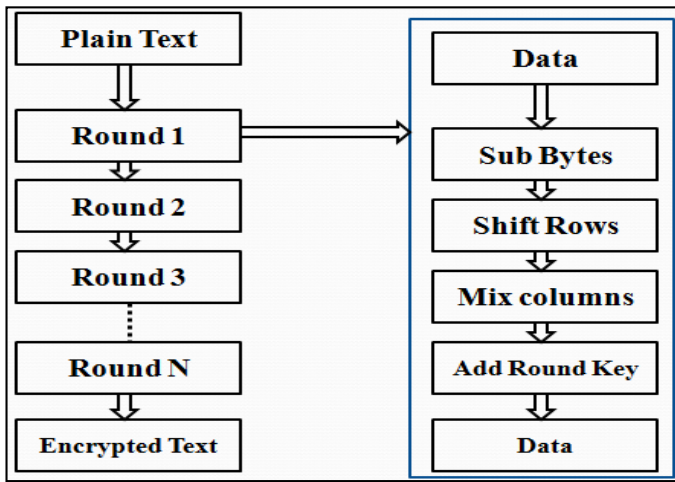 Plain Text
Round 1
Round 2
Round 3
Round N
Encrypted Text
Data
Sub Bytes
Shift Rows
Mix columns
Add Round Key
Data